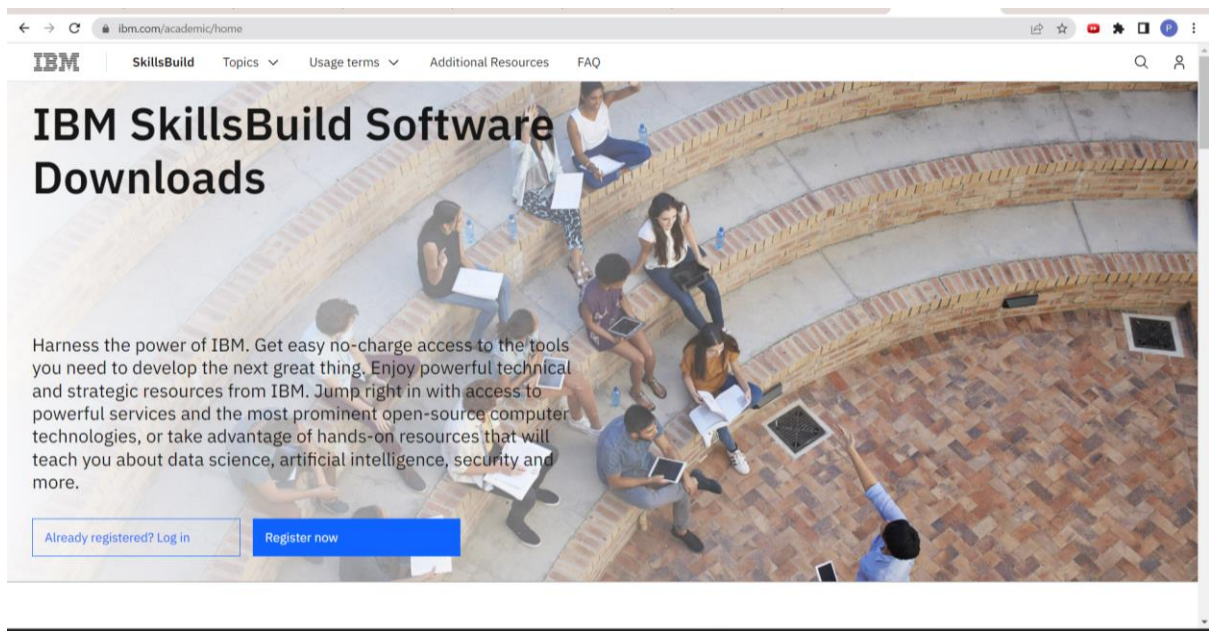 ibm.com/academic/home
P
IBM
SkillsBuild Topics Usage terms Additional Resources FAQ
IBM SkillsBuild Software
Downloads
Harness the power of IBM. Get easy no-charge access to the tools
you need to develop the next great thing. Enjoy powerful technical
and strategic resources from IBM. Jump right in with access to
powerful services and the most prominent open-source computer
technologies, or take advantage of hands-on resources that will
teach you about data science, artificial intelligence, security and
more.
Already registered? Log in
Register now